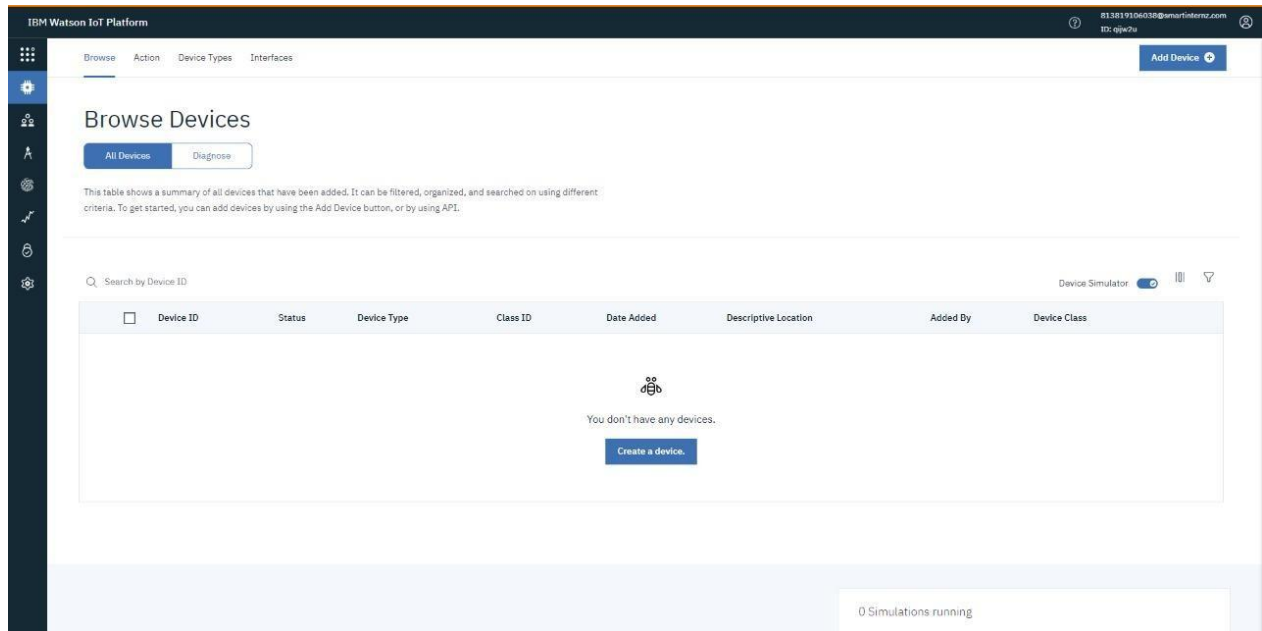 IBM Watson IoT Platform
813819106038@smartinternz.com
ID: qijw2u
Browse Action Device Types Interfaces
Add Device
Browse Devices
All Devices Diagnose
This table shows a summary of all devices that have been added. It can be filtered, organized, and searched on using different
criteria. To get started, you can add devices by using the Add Device button, or by using API.
Search by Device ID
Device Simulator
Device ID Status Device Type Class ID Date Added Descriptive Location Added By Device Class
You don't have any devices.
Create a device.
0 Simulations running